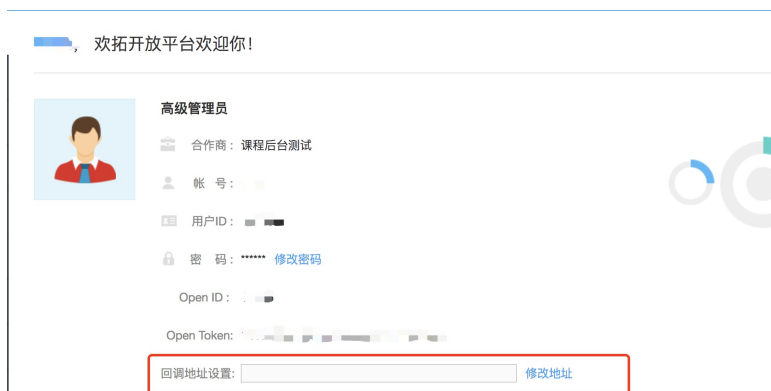 ，欢拓开放平台欢迎你!
高级管理员
合作商：课程后台测试
帐 号：
用户ID：
密 码：****** 修改密码
Open ID：
Open Token:
回调地址设置: 修改地址